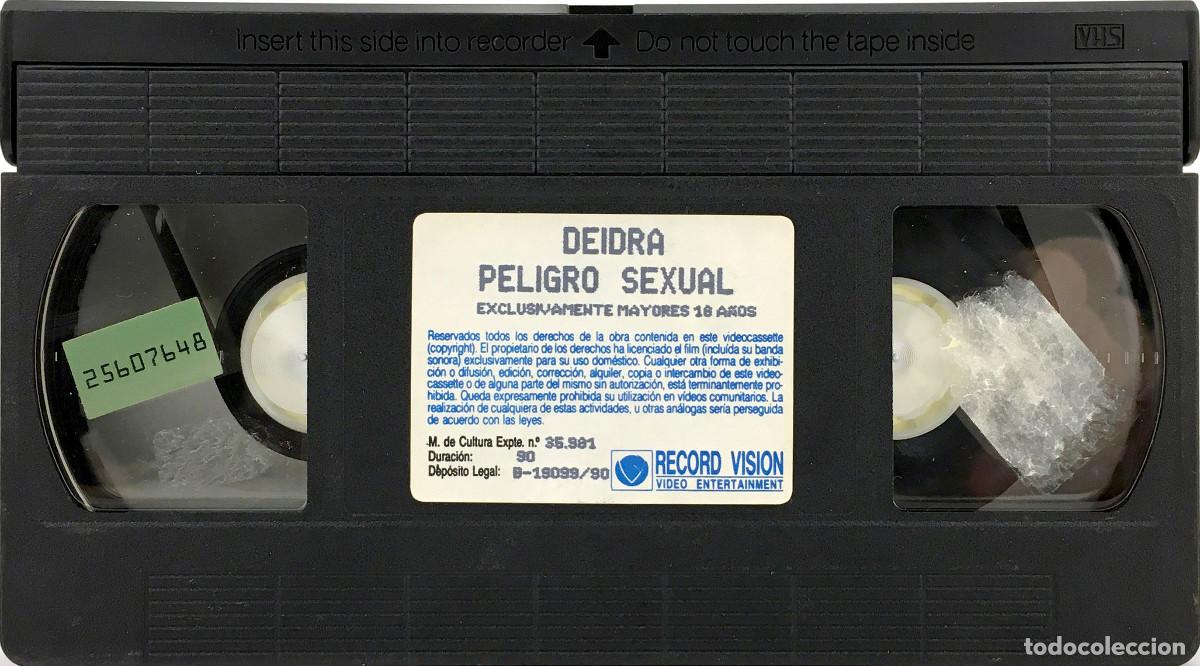 Insert this side into recorder Do not touch the tape inside
VHS
DEIDRA
PELIGRO SEXUAL
EXCLUSIVAMENTE MAYORES 18 AÑOS
Reservados todos los derechos de la obra contenida en este videocassette
(copyright). El propietario de los derechos ha licenciado el film (incluída su banda
sonora) exclusivamente para su uso doméstico. Cualquier otra forma de exhibi-
ción o difusión, edición, corrección, alquiler, copia o intercambio de este video-
cassette o de alguna parte del mismo sin autorización, está terminantemente pro-
hibida. Queda expresamente prohibida su utilización en vídeos comunitarios. La
realización de cualquiera de estas actividades, u otras análogas sería perseguida
de acuerdo con las leyes.
M. de Cultura Expte. n.º 35.981
Duración: 90
Depósito Legal: B-19099/90
RECORD VISION
VIDEO ENTERTAINMENT
25607648
todocoleccion